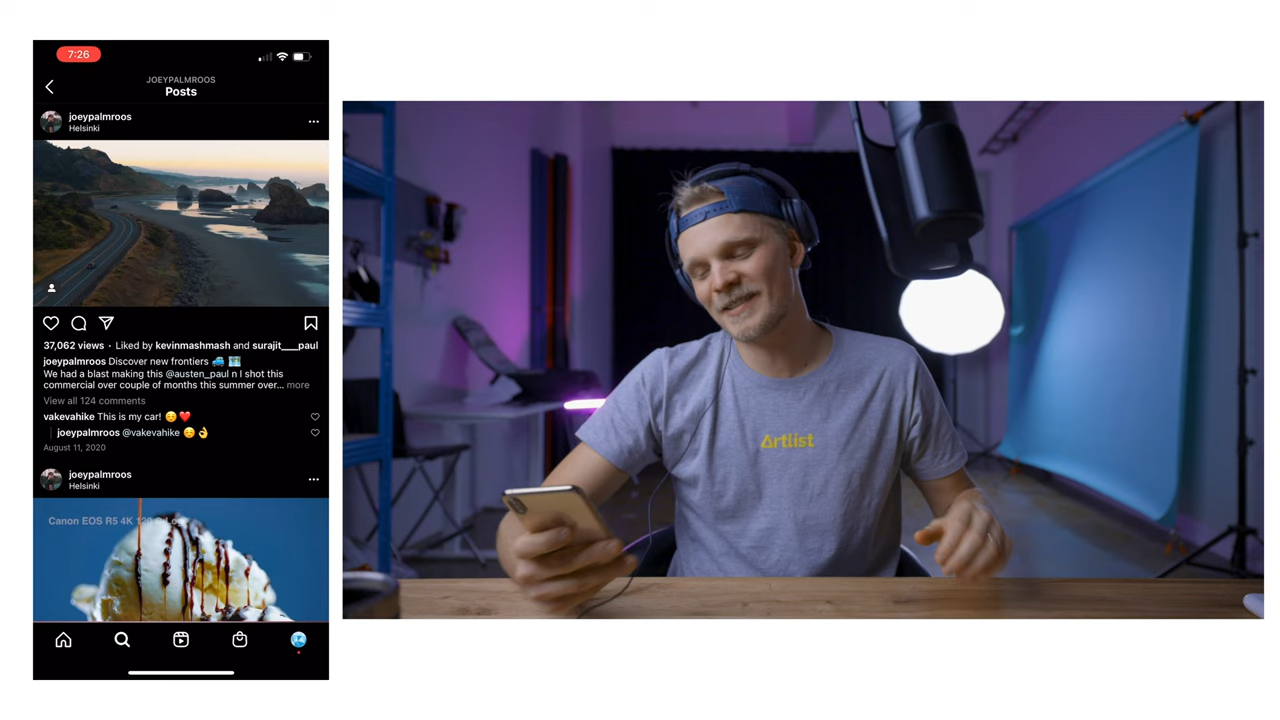 7:26
JOEYPALMROOS
Posts
joeypalmroos
Helsinki
37,062 views · Liked by kevinmashmash and surajit___paul
joeypalmroos Discover new frontiers 🚙 🗺️
We had a blast making this @austen_paul n I shot this
commercial over couple of months this summer over... more
View all 124 comments
vakevahike This is my car! ☺️❤️
joeypalmroos @vakevahike ☺️👌
August 11, 2020
joeypalmroos
Helsinki
Canon EOS R5 4K
Artlist